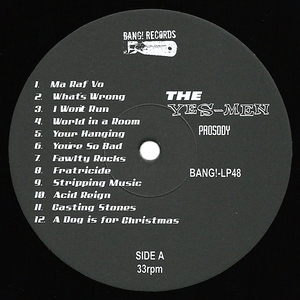 BANG! RECORDS
THE
YES-MEN
PROSODY
BANG!-LP48
1. Ma Raf Vo
2. What's Wrong
3. I Won't Run
4. World in a Room
5. Your Hanging
6. You're So Bad
7. Fawlty Rocks
8. Fratricide
9. Stripping Music
10. Acid Reign
11. Casting Stones
12. A Dog is for Christmas
SIDE A
33rpm